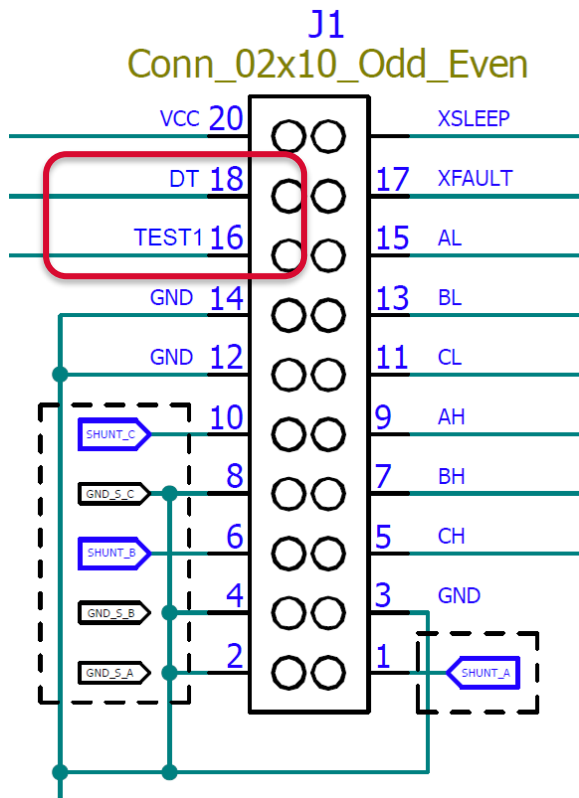 J1
Conn_02x10_Odd_Even
VCC 20 XSLEEP
DT 18 17 XFAULT
TEST1 16 15 AL
GND 14 13 BL
GND 12 11 CL
SHUNT_C 10 9 AH
GND_S_C 8 7 BH
SHUNT_B 6 5 CH
GND_S_B 4 3 GND
GND_S_A 2 1 SHUNT_A